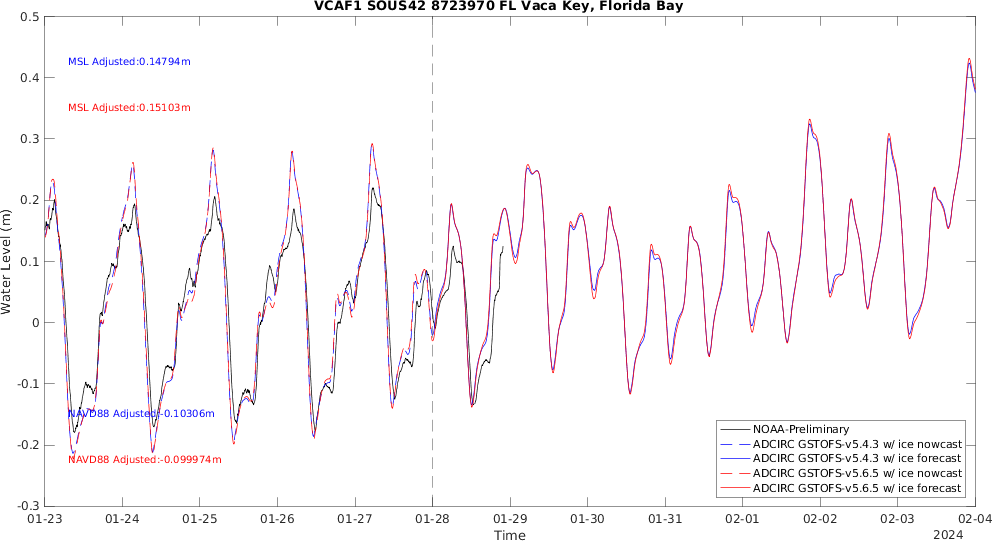 VCAF1 SOUS42 8723970 FL Vaca Key, Florida Bay
0.5
0.4
0.3
0.2
0.1
0
-0.1
-0.2
-0.3
Water Level (m)
MSL Adjusted:0.14794m
MSL Adjusted:0.15103m
NAVD88 Adjusted:-0.10306m
NAVD88 Adjusted:-0.099974m
NOAA-Preliminary
ADCIRC GSTOFS-v5.4.3 w/ ice nowcast
ADCIRC GSTOFS-v5.4.3 w/ ice forecast
ADCIRC GSTOFS-v5.6.5 w/ ice nowcast
ADCIRC GSTOFS-v5.6.5 w/ ice forecast
01-23 01-24 01-25 01-26 01-27 01-28 01-29 01-30 01-31 02-01 02-02 02-03 02-04
Time
2024